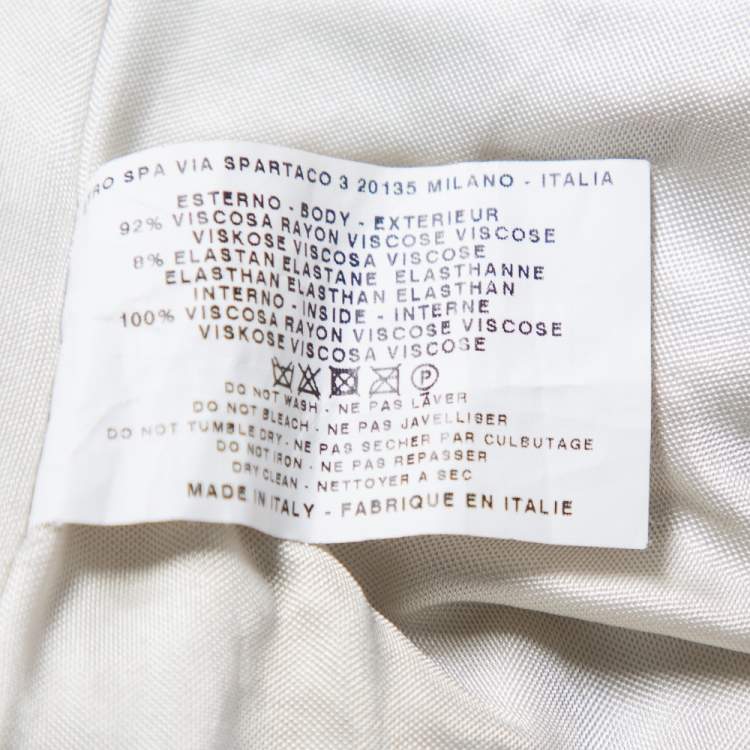 SPA VIA SPARTACO 3 20135 MILANO - ITALIA
ESTERNO - BODY - EXTERIEUR
92% VISCOSA RAYON VISCOSE VISCOSE
VISKOSE VISCOSA VISCOSE
8% ELASTAN ELASTANE ELASTHANNE
ELASTHAN ELASTHAN ELASTHAN
INTERNO - INSIDE - INTERNE
100% VISCOSA RAYON VISCOSE VISCOSE
VISKOSE VISCOSA VISCOSE
P
DO NOT WASH - NE PAS LAVER
DO NOT BLEACH - NE PAS JAVELLISER
DO NOT TUMBLE DRY - NE PAS SECHER PAR CULBUTAGE
DO NOT IRON - NE PAS REPASSER
DRY CLEAN - NETTOYER A SEC
MADE IN ITALY - FABRIQUE EN ITALIE